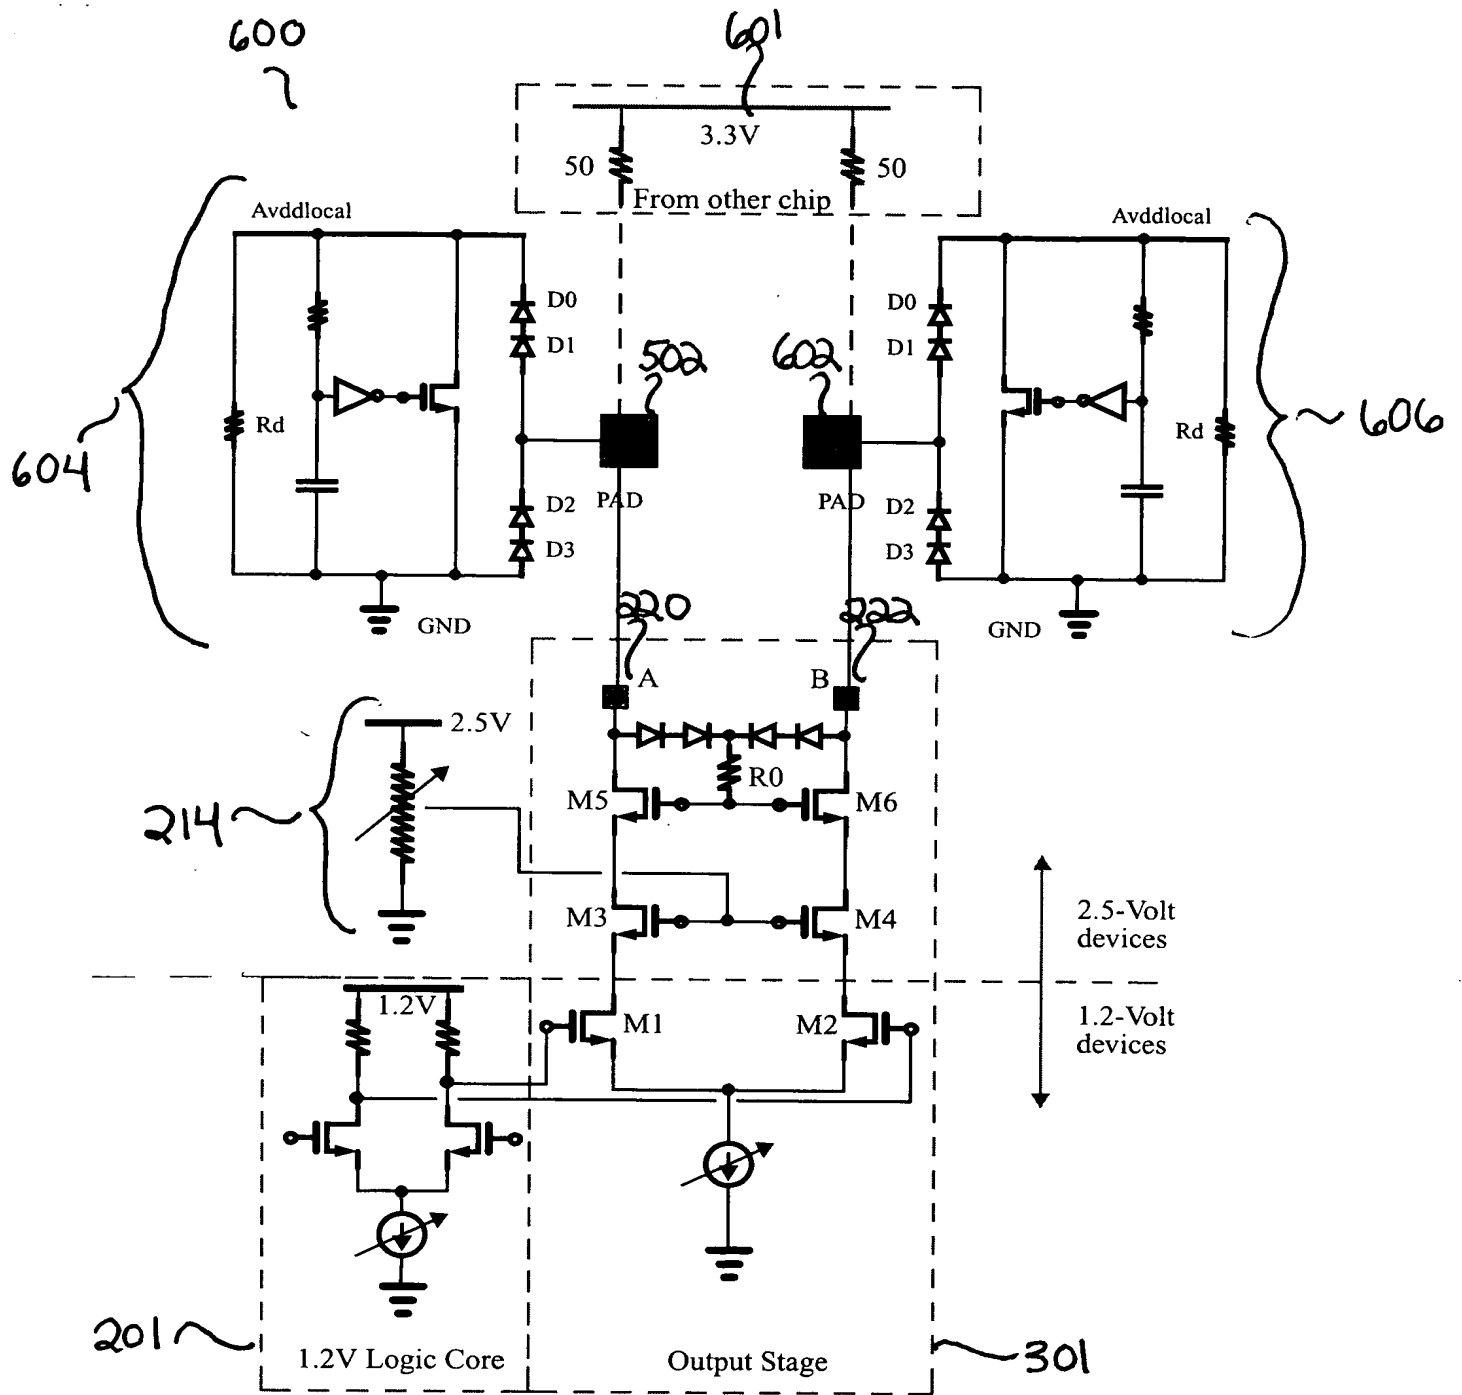 600
601
3.3V
50
50
From other chip
Avddlocal
Avddlocal
D0
D0
D1
D1
502
602
Rd
Rd
604
606
PAD
PAD
D2
D2
D3
D3
220
222
GND
GND
A
B
2.5V
R0
M5
M6
214
M3
M4
2.5-Volt
devices
1.2V
M1
M2
1.2-Volt
devices
201
1.2V Logic Core
Output Stage
301